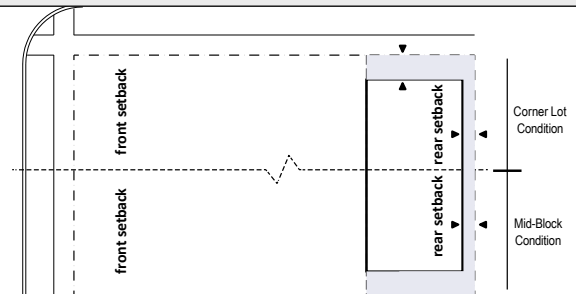 front setback
rear setback
Corner Lot
Condition
front setback
rear setback
Mid-Block
Condition